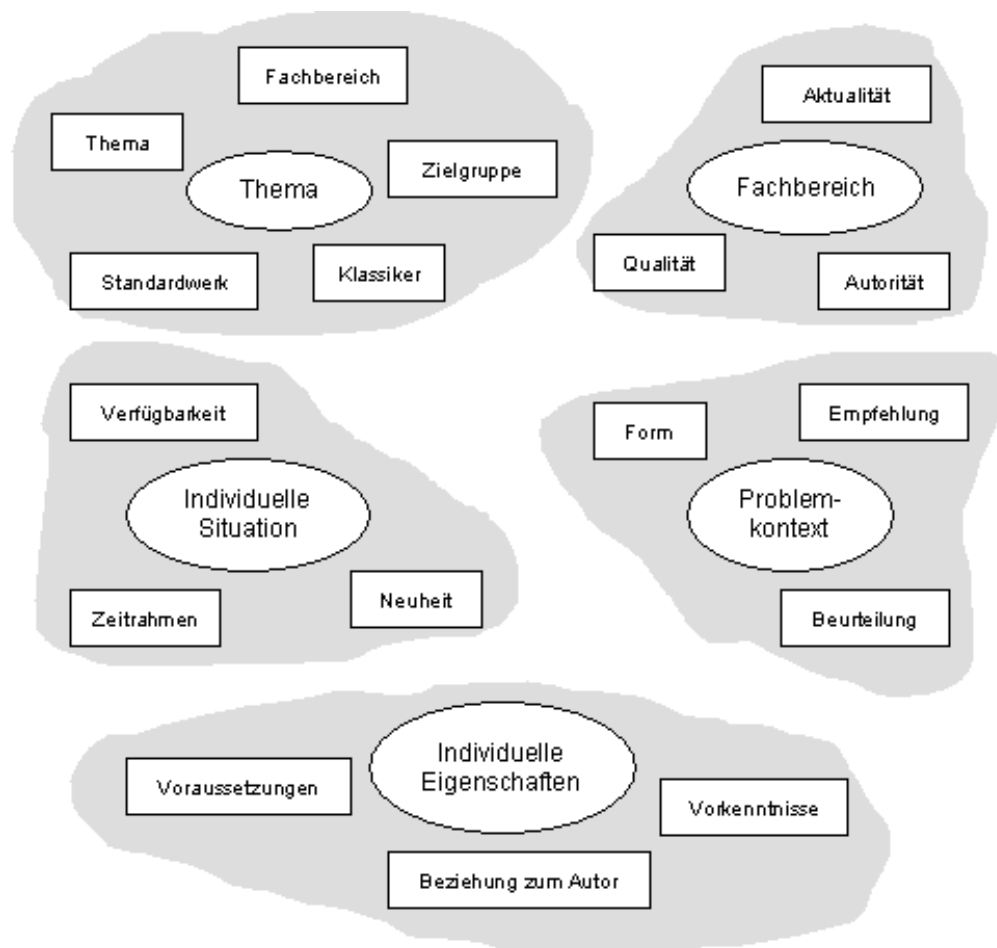 Fachbereich
Thema
Zielgruppe
Thema
Standardwerk
Klassiker
Aktualität
Fachbereich
Qualität
Autorität
Verfügbarkeit
Individuelle
Situation
Zeitrahmen
Neuheit
Form
Empfehlung
Problem-
kontext
Beurteilung
Individuelle
Eigenschaften
Voraussetzungen
Vorkenntnisse
Beziehung zum Autor